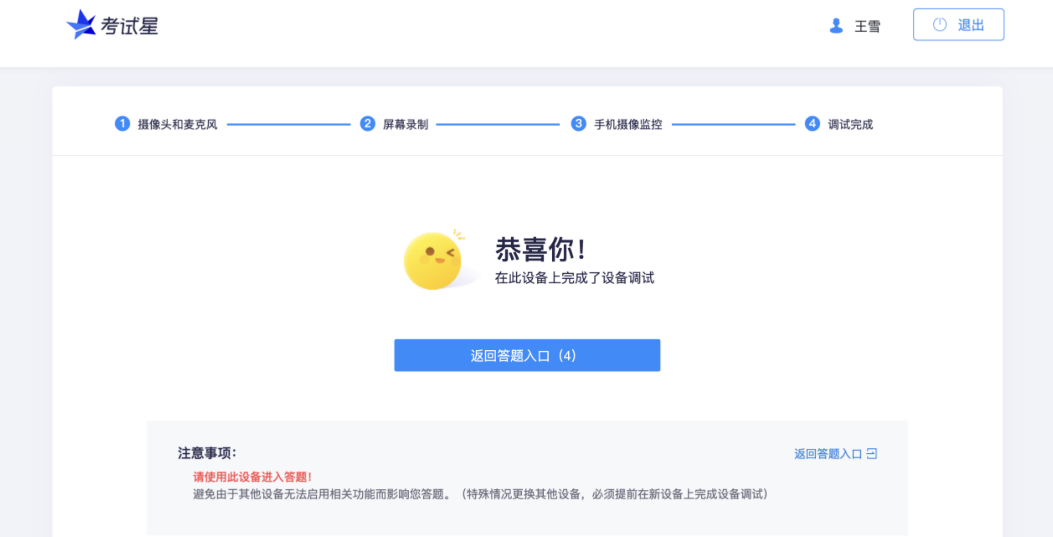 考试星
王雪
退出
1 摄像头和麦克风
2 屏幕录制
3 手机摄像监控
4 调试完成
恭喜你！
在此设备上完成了设备调试
返回答题入口（4）
注意事项：
返回答题入口
请使用此设备进入答题！
避免由于其他设备无法启用相关功能而影响您答题。（特殊情况更换其他设备，必须提前在新设备上完成设备调试）